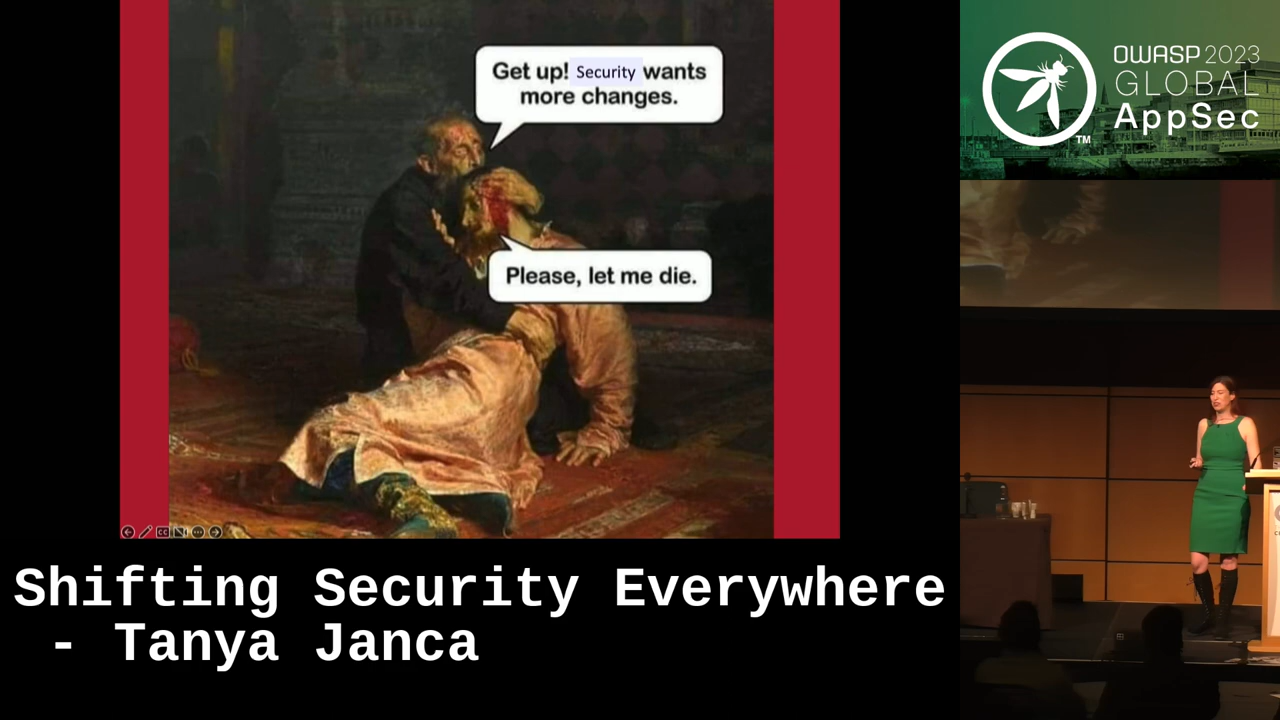 Get up! Security wants
more changes.
Please, let me die.
OWASP 2023
GLOBAL
AppSec
TM
Shifting Security Everywhere
- Tanya Janca